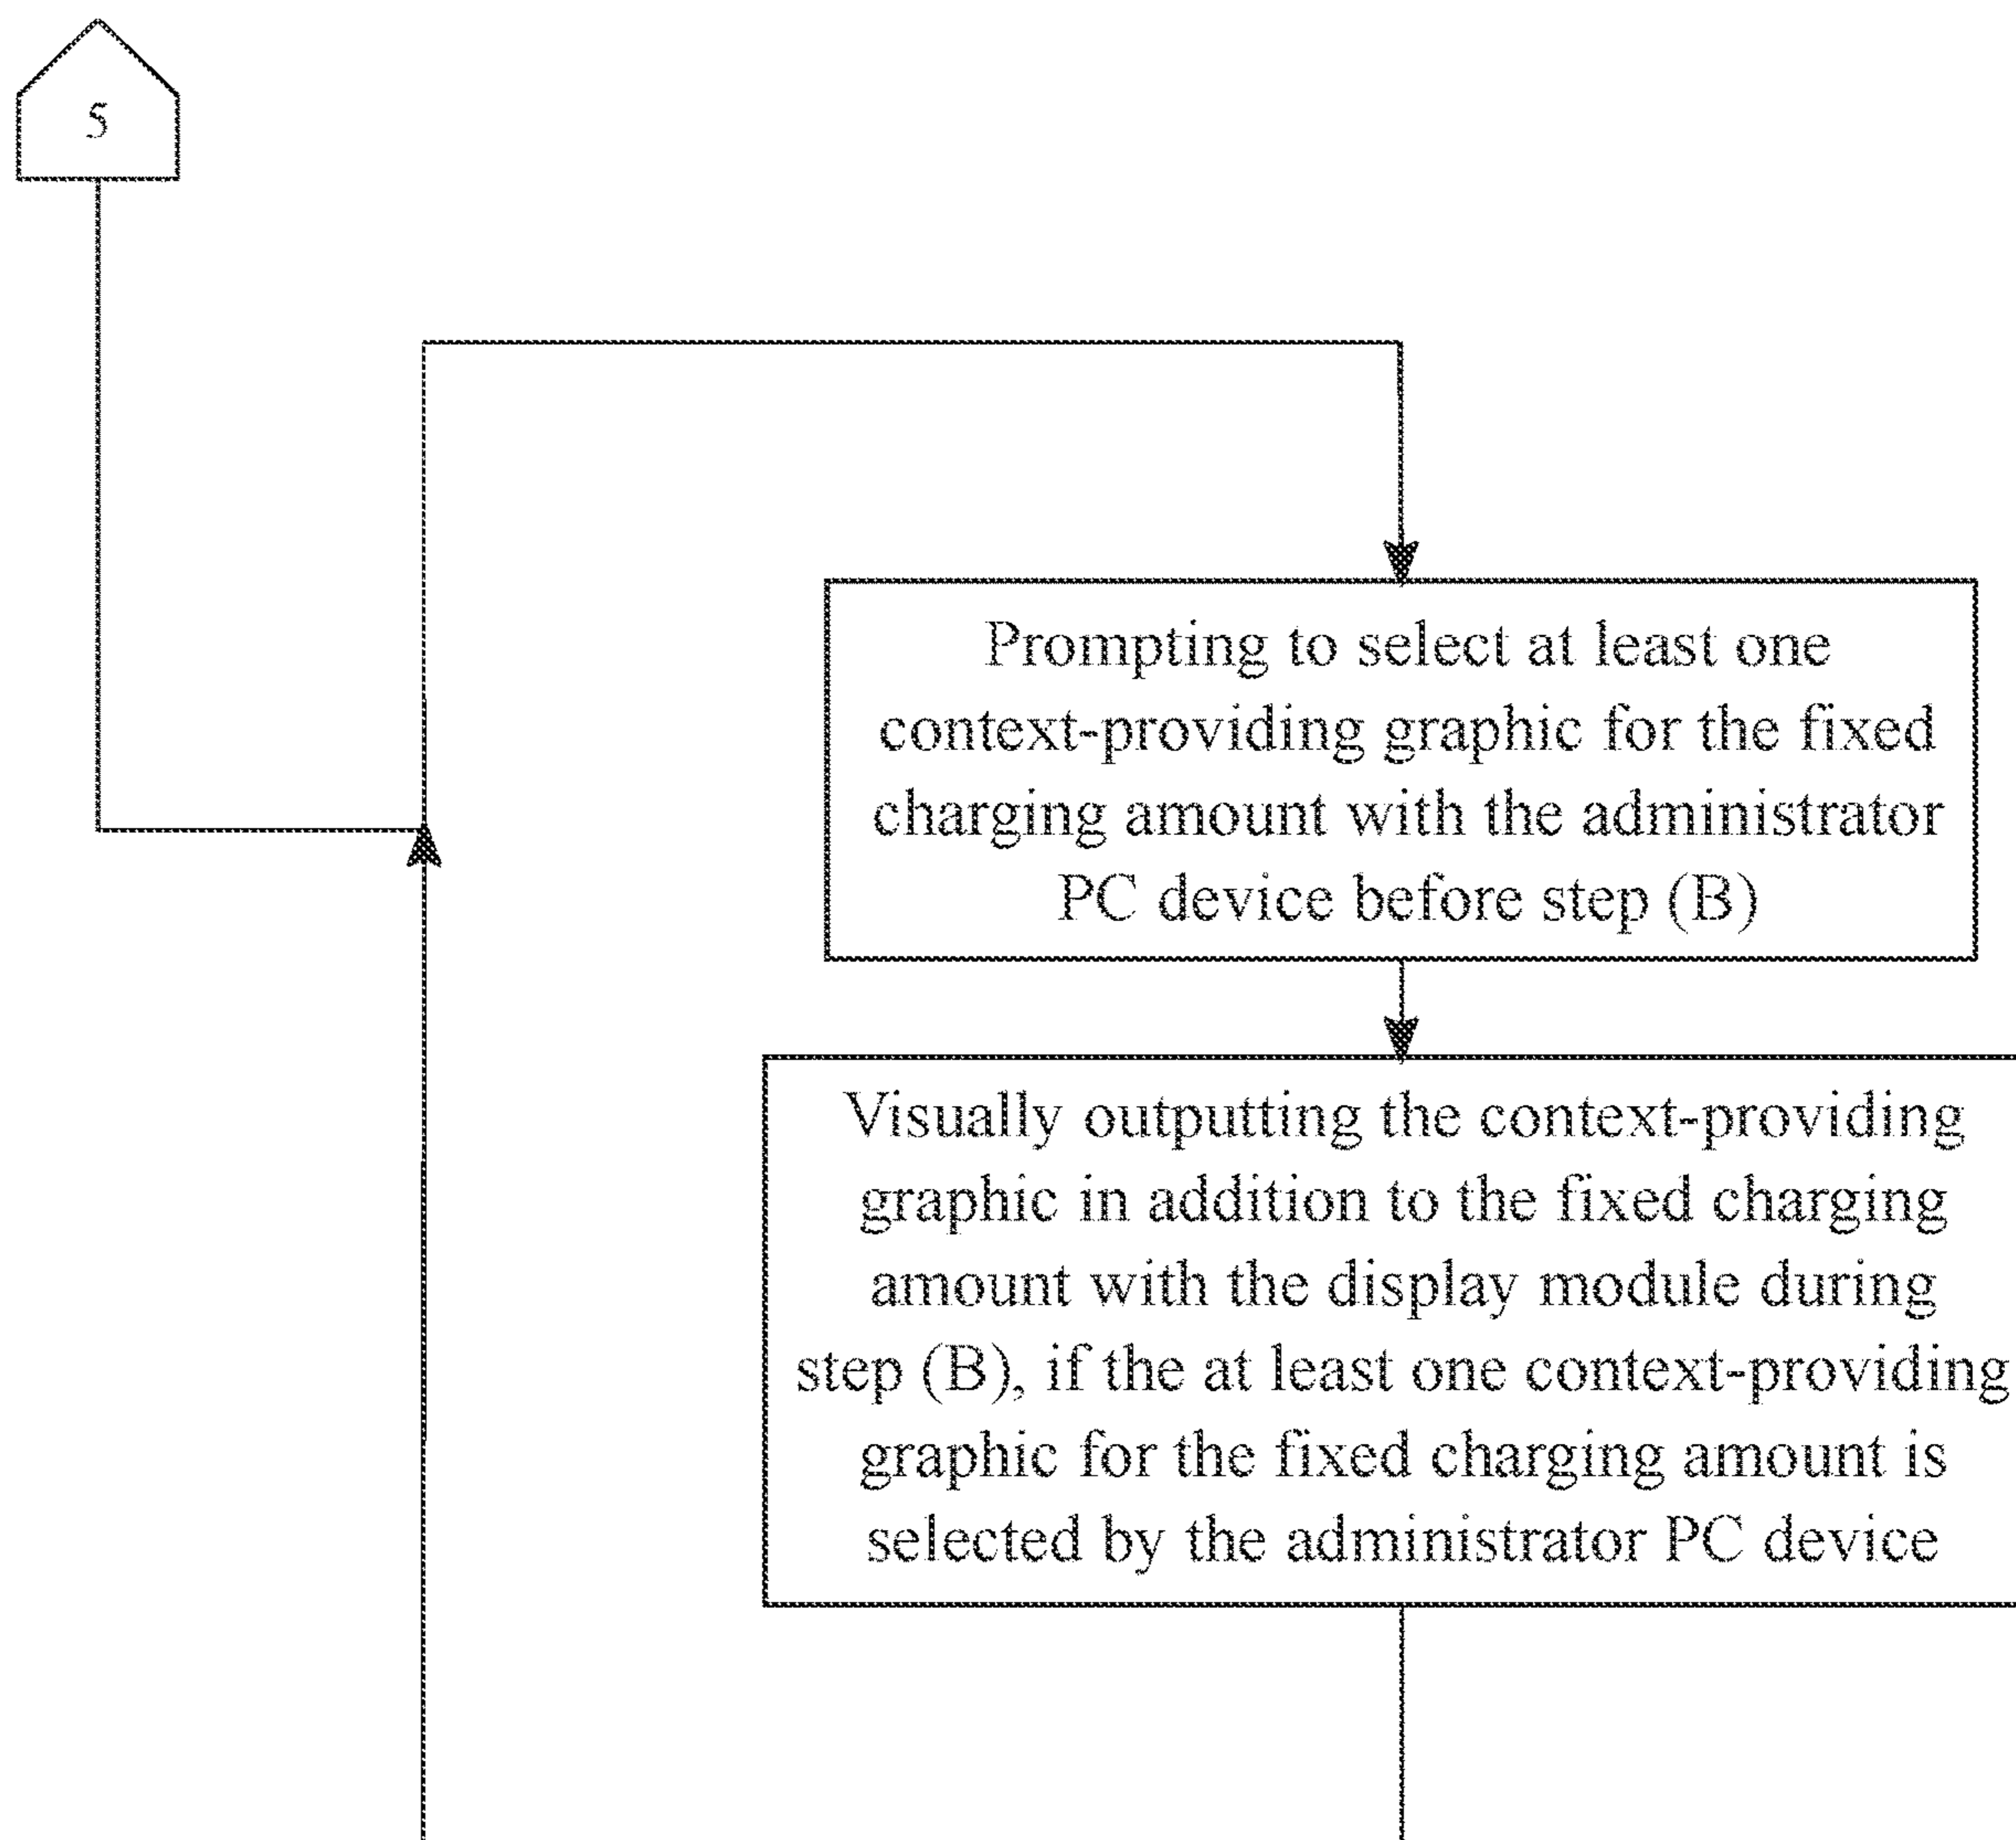 5
Prompting to select at least one
context-providing graphic for the fixed
charging amount with the administrator
PC device before step (B)
Visually outputting the context-providing
graphic in addition to the fixed charging
amount with the display module during
step (B), if the at least one context-providing
graphic for the fixed charging amount is
selected by the administrator PC device